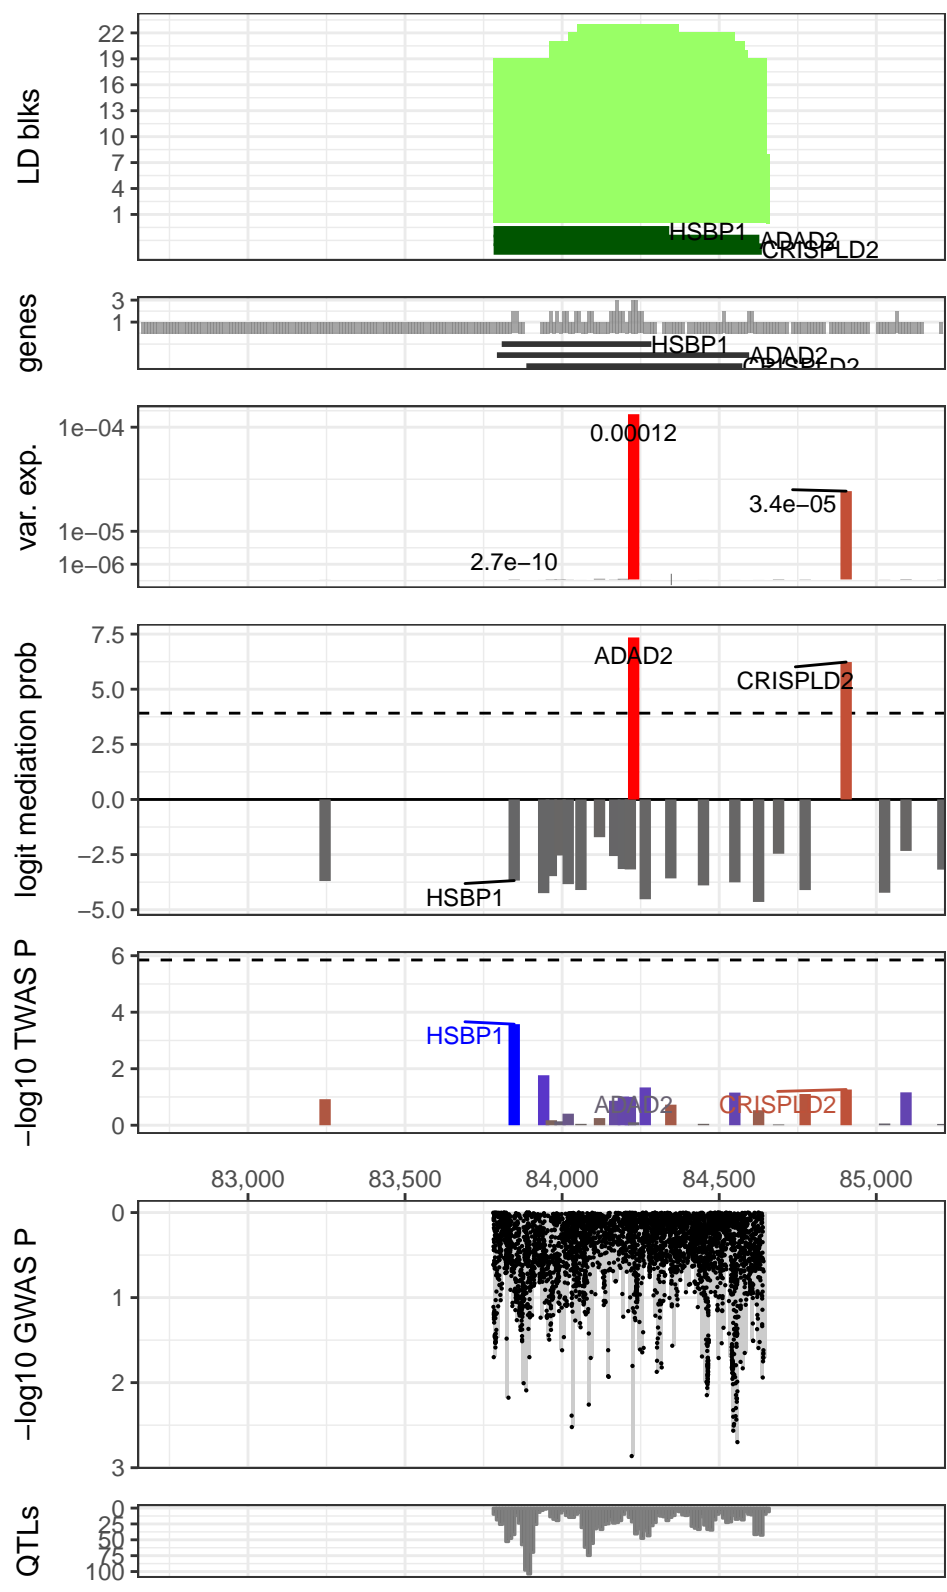 LD blks
22
19
16
13
10
7
4
1
HSBP1
ADAD2
CRISPLD2
genes
3
1
HSBP1
ADAD2
CRISPLD2
var. exp.
1e−04
1e−05
1e−06
0.00012
3.4e−05
2.7e−10
logit mediation prob
7.5
5.0
2.5
0.0
−2.5
−5.0
ADAD2
CRISPLD2
HSBP1
−log10 TWAS P
6
4
2
0
HSBP1
ADAD2
CRISPLD2
83,000
83,500
84,000
84,500
85,000
−log10 GWAS P
0
1
2
3
QTLs
0
25
50
75
100